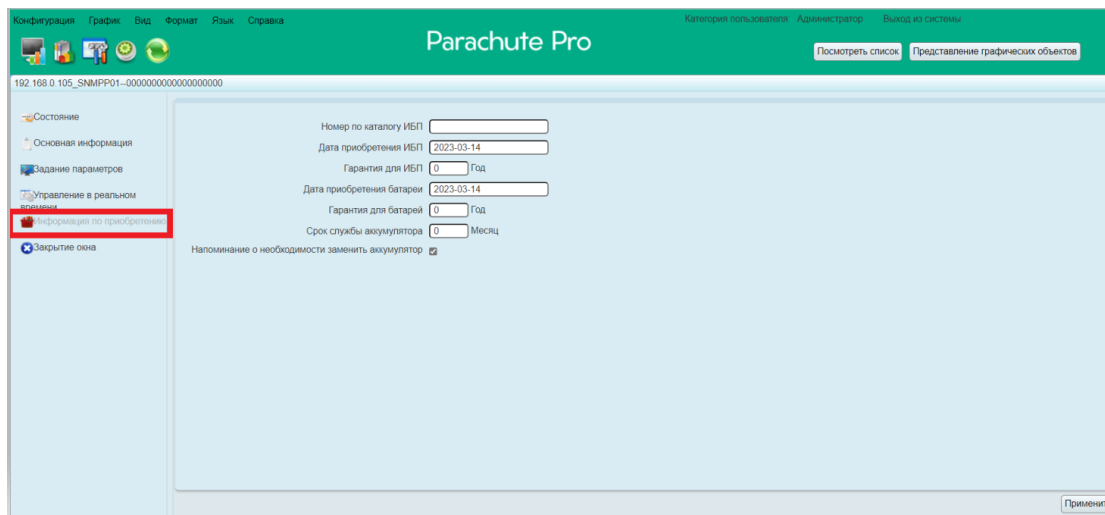 Конфигурация График Вид Формат Язык Справка
Категория пользователя: Администратор Выход из системы
Parachute Pro
Посмотреть список Представление графических объектов
192.168.0.105_SNMPP01--0000000000000000000
Состояние
Основная информация
Задание параметров
Управление в реальном
времени
Информация по приобретению
Закрытие окна
Номер по каталогу ИБП
Дата приобретения ИБП 2023-03-14
Гарантия для ИБП 0 Год
Дата приобретения батареи 2023-03-14
Гарантия для батарей 0 Год
Срок службы аккумулятора 0 Месяц
Напоминание о необходимости заменить аккумулятор
Применит